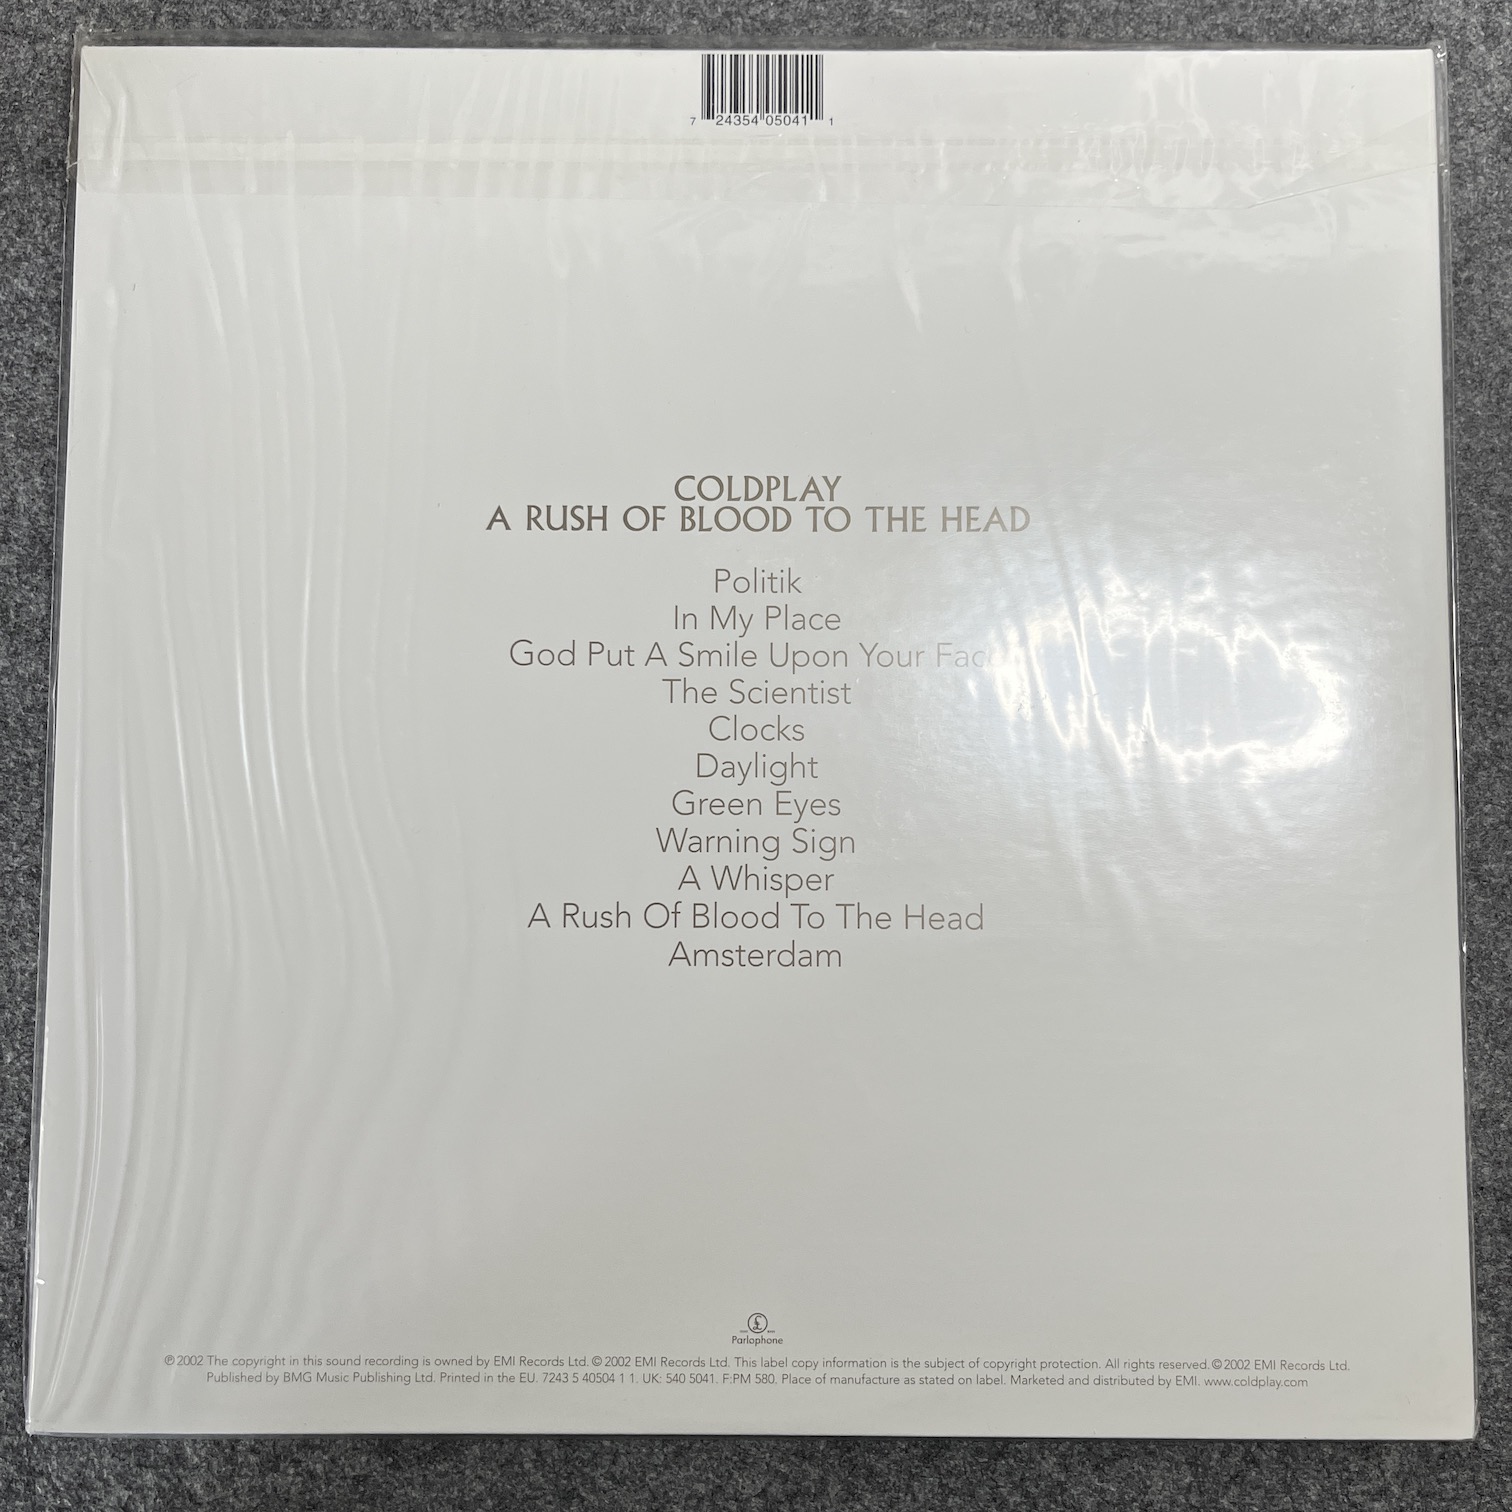 7 24354 05041 1
COLDPLAY
A RUSH OF BLOOD TO THE HEAD
Politik
In My Place
God Put A Smile Upon Your Face
The Scientist
Clocks
Daylight
Green Eyes
Warning Sign
A Whisper
A Rush Of Blood To The Head
Amsterdam
£
Parlophone
℗ 2002 The copyright in this sound recording is owned by EMI Records Ltd. © 2002 EMI Records Ltd. This label copy information is the subject of copyright protection. All rights reserved. © 2002 EMI Records Ltd.
Published by BMG Music Publishing Ltd. Printed in the EU. 7243 5 40504 1 1. UK: 540 5041. F:PM 580. Place of manufacture as stated on label. Marketed and distributed by EMI. www.coldplay.com